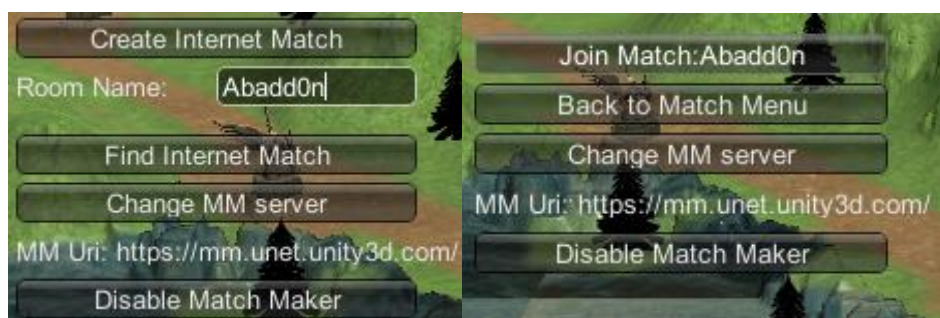 Create Internet Match
Room Name: Abadd0n
Find Internet Match
Change MM server
MM Uri: https://mm.unet.unity3d.com/
Disable Match Maker
Join Match:Abadd0n
Back to Match Menu
Change MM server
MM Uri: https://mm.unet.unity3d.com/
Disable Match Maker